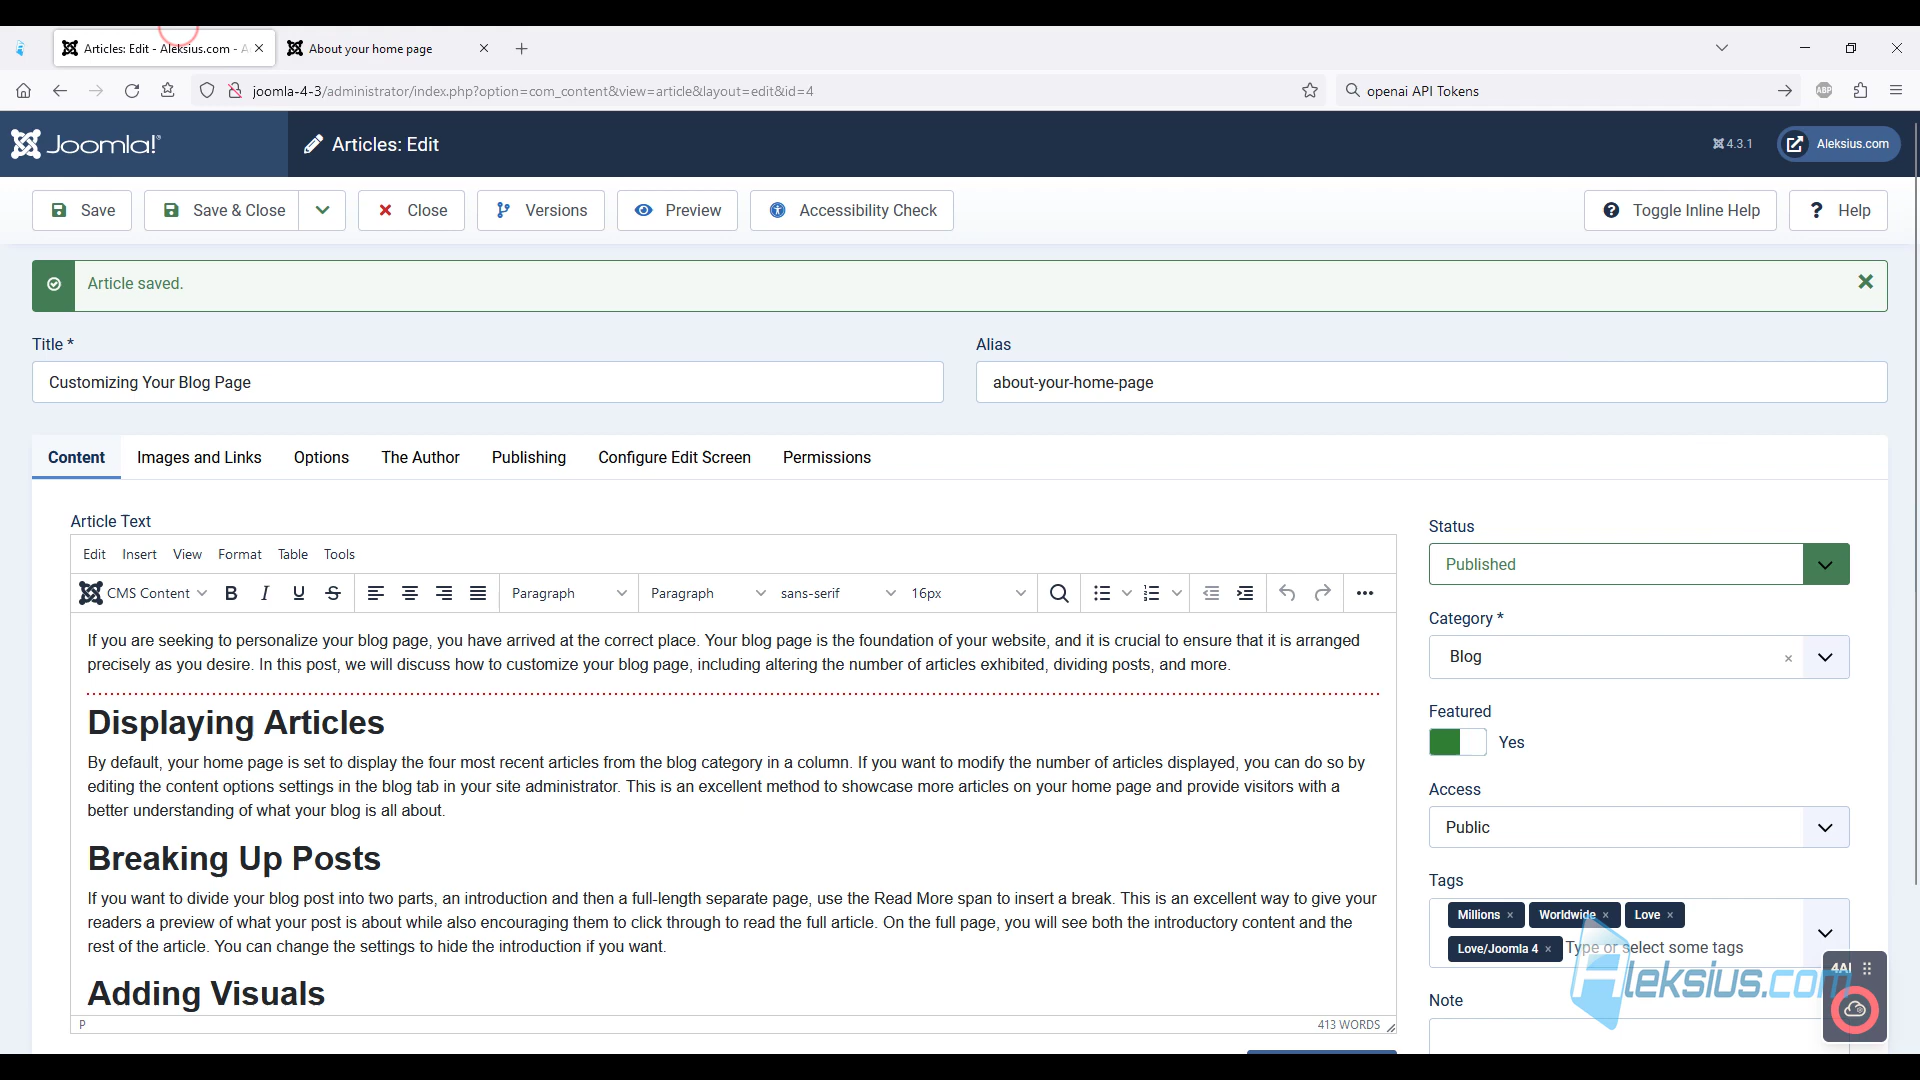 Articles: Edit - Aleksius.com - A
About your home page
joomla-4-3/administrator/index.php?option=com_content&view=article&layout=edit&id=4
openai API Tokens
ABP
Joomla!®
Articles: Edit
4.3.1
Aleksius.com
Save
Save & Close
Close
Versions
Preview
Accessibility Check
Toggle Inline Help
? Help
Article saved.
Title *
Alias
Customizing Your Blog Page
about-your-home-page
Content
Images and Links
Options
The Author
Publishing
Configure Edit Screen
Permissions
Article Text
Edit Insert View Format Table Tools
CMS Content
B I U S
Paragraph
Paragraph
sans-serif
16px
If you are seeking to personalize your blog page, you have arrived at the correct place. Your blog page is the foundation of your website, and it is crucial to ensure that it is arranged
precisely as you desire. In this post, we will discuss how to customize your blog page, including altering the number of articles exhibited, dividing posts, and more.
Displaying Articles
By default, your home page is set to display the four most recent articles from the blog category in a column. If you want to modify the number of articles displayed, you can do so by
editing the content options settings in the blog tab in your site administrator. This is an excellent method to showcase more articles on your home page and provide visitors with a
better understanding of what your blog is all about.
Breaking Up Posts
If you want to divide your blog post into two parts, an introduction and then a full-length separate page, use the Read More span to insert a break. This is an excellent way to give your
readers a preview of what your post is about while also encouraging them to click through to read the full article. On the full page, you will see both the introductory content and the
rest of the article. You can change the settings to hide the introduction if you want.
Adding Visuals
P
413 WORDS
Status
Published
Category *
Blog
Featured
Yes
Access
Public
Tags
Millions × Worldwide × Love ×
Love/Joomla 4 × Type or select some tags
4AI
Aleksius.com
Note